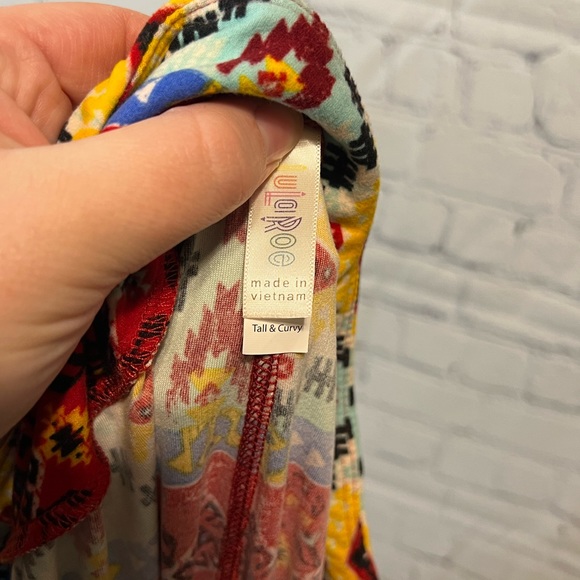 LuLaRoe
made in
vietnam
Tall & Curvy